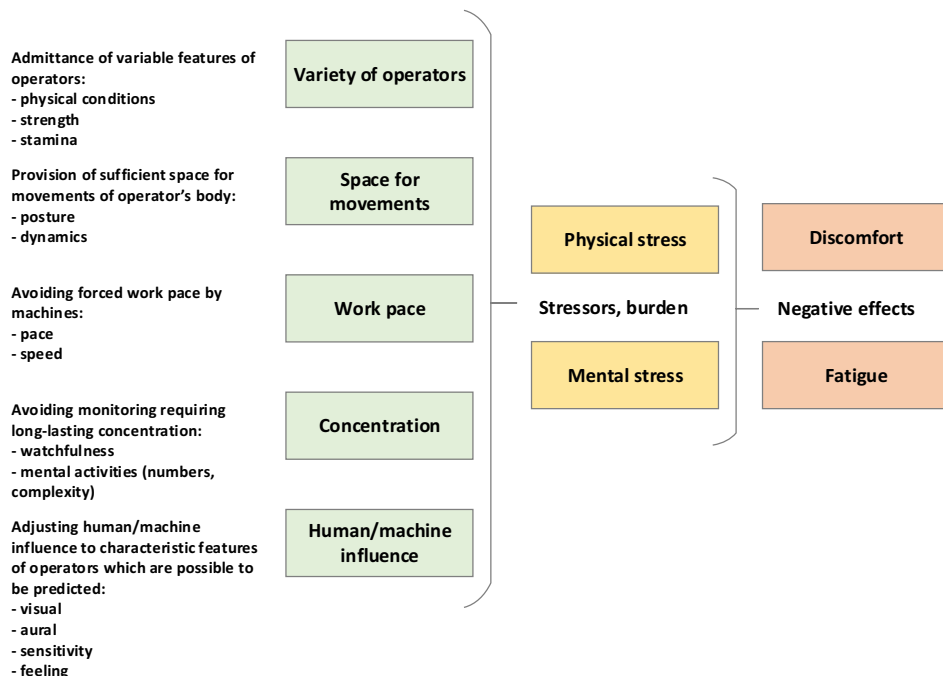 Admittance of variable features of
operators:
- physical conditions
- strength
- stamina
Variety of operators
Provision of sufficient space for
movements of operator's body:
- posture
- dynamics
Space for
movements
Avoiding forced work pace by
machines:
- pace
- speed
Work pace
Avoiding monitoring requiring
long-lasting concentration:
- watchfulness
- mental activities (numbers,
complexity)
Concentration
Adjusting human/machine
influence to characteristic features
of operators which are possible to
be predicted:
- visual
- aural
- sensitivity
- feeling
Human/machine
influence
Physical stress
Stressors, burden
Mental stress
Discomfort
Negative effects
Fatigue